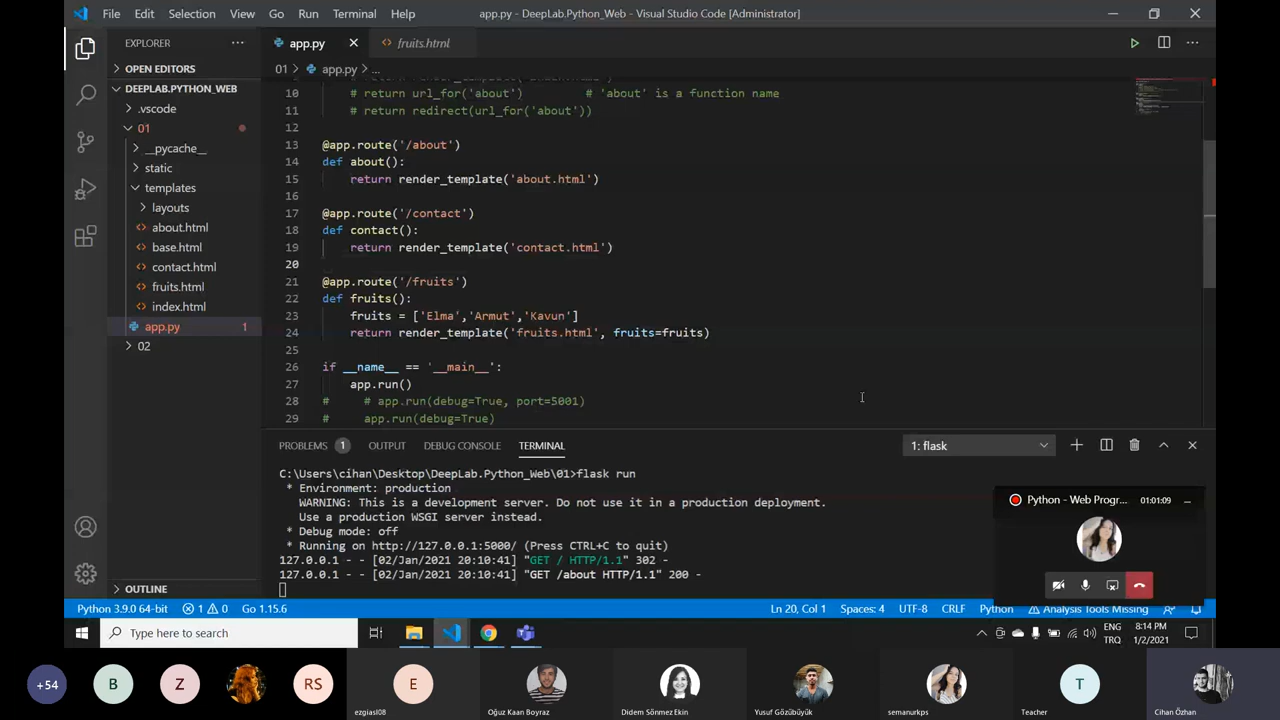 File Edit Selection View Go Run Terminal Help
app.py - DeepLab.Python_Web - Visual Studio Code [Administrator]
EXPLORER
OPEN EDITORS
DEEPLAB.PYTHON_WEB
.vscode
01
__pycache__
static
templates
layouts
about.html
base.html
contact.html
fruits.html
index.html
app.py 1
02
OUTLINE
app.py fruits.html
01 > app.py > ...
10 # return url_for('about') # 'about' is a function name
11 # return redirect(url_for('about'))
12
13 @app.route('/about')
14 def about():
15 return render_template('about.html')
16
17 @app.route('/contact')
18 def contact():
19 return render_template('contact.html')
20
21 @app.route('/fruits')
22 def fruits():
23 fruits = ['Elma','Armut','Kavun']
24 return render_template('fruits.html', fruits=fruits)
25
26 if __name__ == '__main__':
27 app.run()
28 # # app.run(debug=True, port=5001)
29 # app.run(debug=True)
PROBLEMS 1 OUTPUT DEBUG CONSOLE TERMINAL 1: flask
C:\Users\cihan\Desktop\DeepLab.Python_Web\01>flask run
* Environment: production
WARNING: This is a development server. Do not use it in a production deployment.
Use a production WSGI server instead.
* Debug mode: off
* Running on http://127.0.0.1:5000/ (Press CTRL+C to quit)
127.0.0.1 - - [02/Jan/2021 20:10:41] "GET / HTTP/1.1" 302 -
127.0.0.1 - - [02/Jan/2021 20:10:41] "GET /about HTTP/1.1" 200 -
Python - Web Progr... 01:01:09
Python 3.9.0 64-bit 1 0 Go 1.15.6 Ln 20, Col 1 Spaces: 4 UTF-8 CRLF Python Analysis Tools Missing
Type here to search
ENG
TRQ
8:14 PM
1/2/2021
+54 B Z RS E T
ezgiasl08 Oğuz Kaan Boyraz Didem Sönmez Ekin Yusuf Gözübüyük semanurkps Teacher Cihan Özhan